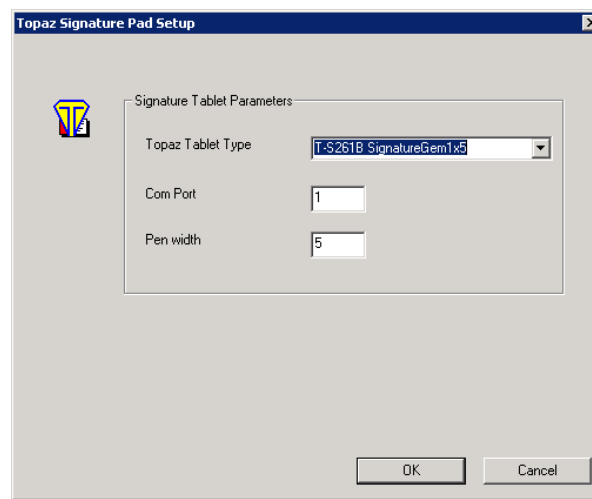 Topaz Signature Pad Setup
Signature Tablet Parameters
Topaz Tablet Type
T-S261B SignatureGem1x5
Com Port
1
Pen width
5
OK
Cancel